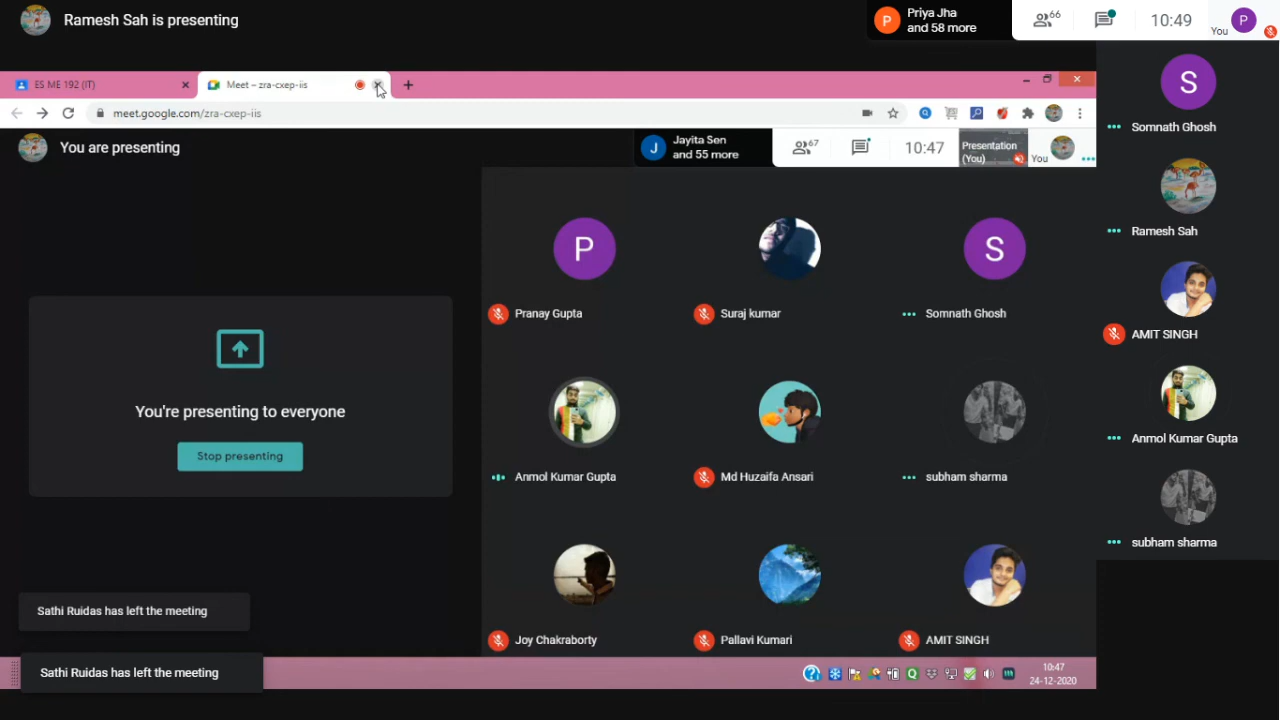 Ramesh Sah is presenting
P
Priya Jha
and 58 more
66
10:49
You
P
ES ME 192 (IT)
Meet – zra-cxep-iis
meet.google.com/zra-cxep-iis
You are presenting
J
Jayita Sen
and 55 more
67
10:47
Presentation
(You)
You
You're presenting to everyone
Stop presenting
P
Pranay Gupta
Suraj kumar
S
Somnath Ghosh
Anmol Kumar Gupta
Md Huzaifa Ansari
subham sharma
Joy Chakraborty
Pallavi Kumari
AMIT SINGH
S
Somnath Ghosh
Ramesh Sah
AMIT SINGH
Anmol Kumar Gupta
subham sharma
Sathi Ruidas has left the meeting
Sathi Ruidas has left the meeting
10:47
24-12-2020